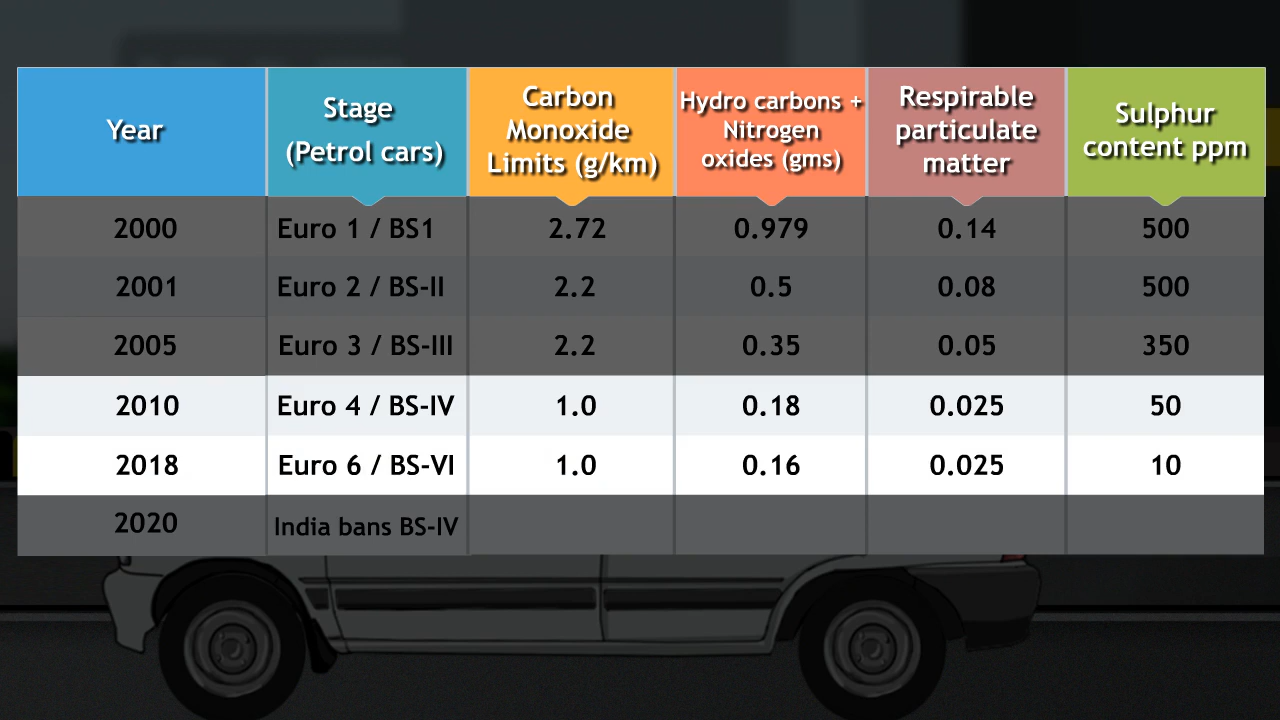 Year
Stage
(Petrol cars)
Carbon
Monoxide
Limits (g/km)
Hydro carbons +
Nitrogen
oxides (gms)
Respirable
particulate
matter
Sulphur
content ppm
2000 Euro 1 / BS1 2.72 0.979 0.14 500
2001 Euro 2 / BS-II 2.2 0.5 0.08 500
2005 Euro 3 / BS-III 2.2 0.35 0.05 350
2010 Euro 4 / BS-IV 1.0 0.18 0.025 50
2018 Euro 6 / BS-VI 1.0 0.16 0.025 10
2020 India bans BS-IV